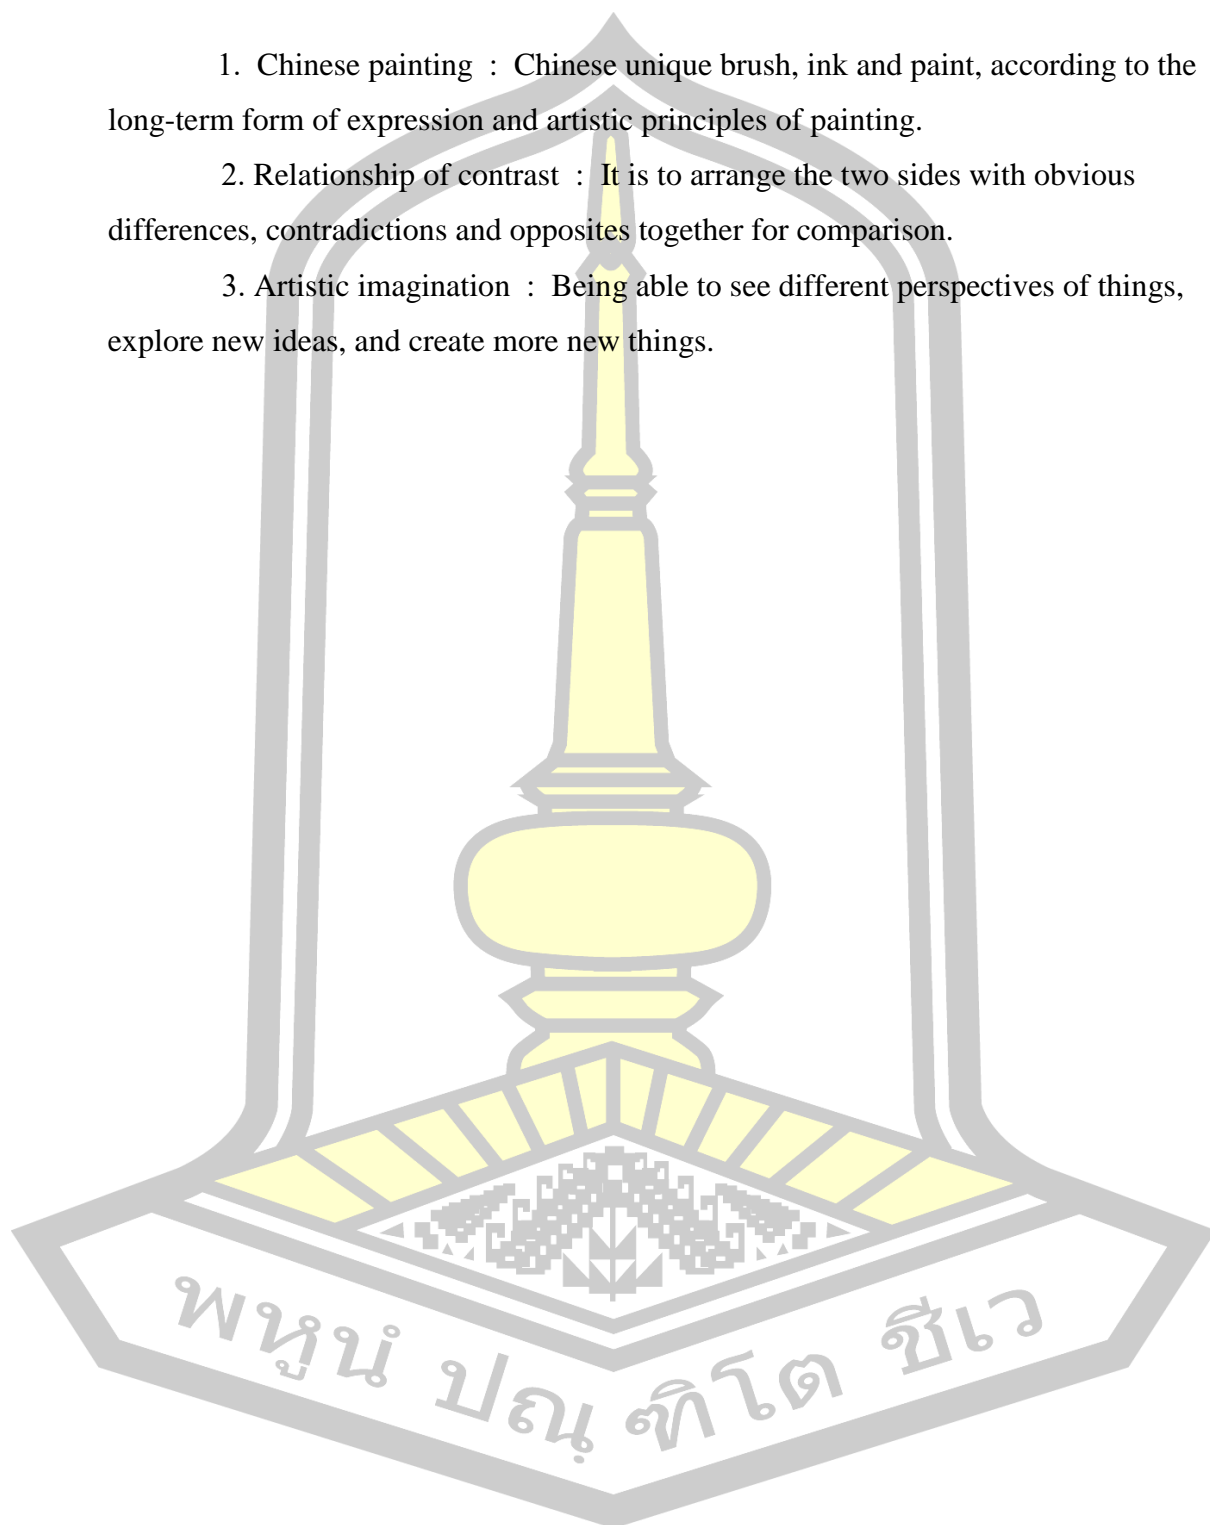 1. Chinese painting : Chinese unique brush, ink and paint, according to the
long-term form of expression and artistic principles of painting.
2. Relationship of contrast : It is to arrange the two sides with obvious
differences, contradictions and opposites together for comparison.
3. Artistic imagination : Being able to see different perspectives of things,
explore new ideas, and create more new things.
พหูนํ ปณฺฑิโต ชีเว